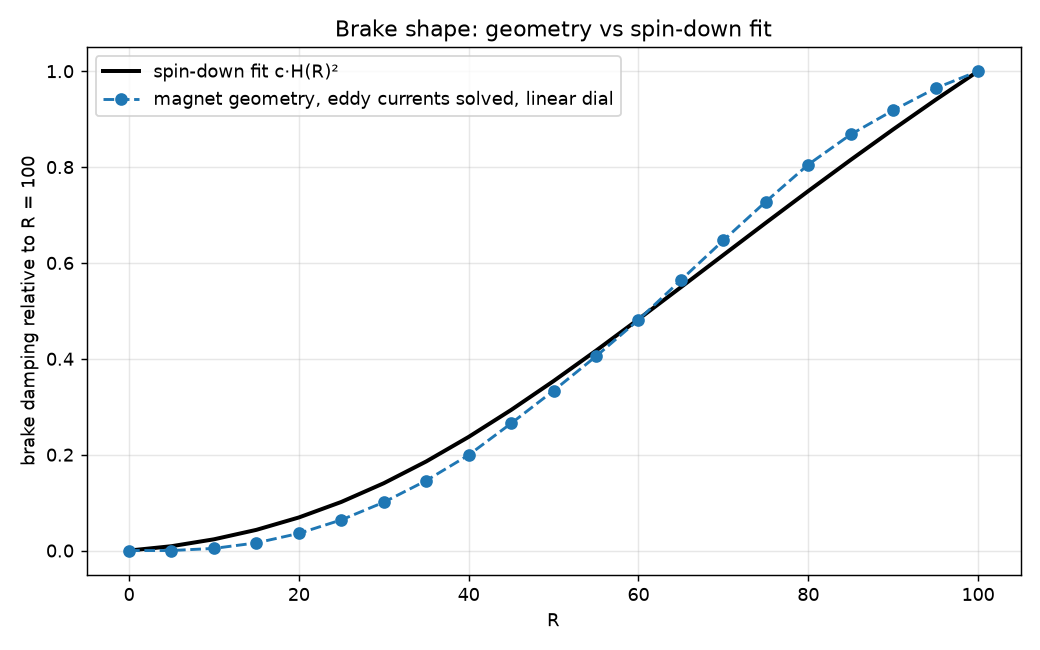 Brake shape: geometry vs spin-down fit
spin-down fit c·H(R)²
magnet geometry, eddy currents solved, linear dial
brake damping relative to R = 100
1.0
0.8
0.6
0.4
0.2
0.0
0 20 40 60 80 100
R